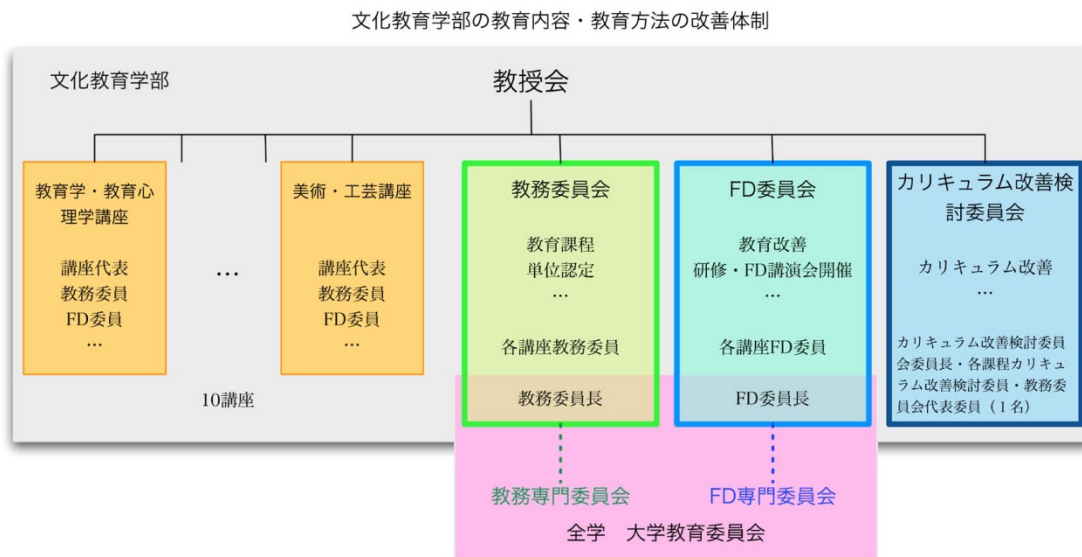 文化教育学部の教育内容・教育方法の改善体制
文化教育学部
教授会
教育学・教育心
理学講座
講座代表
教務委員
FD委員
…
…
美術・工芸講座
講座代表
教務委員
FD委員
…
10講座
教務委員会
教育課程
単位認定
…
各講座教務委員
教務委員長
FD委員会
教育改善
研修・FD講演会開催
…
各講座FD委員
FD委員長
カリキュラム改善検
討委員会
カリキュラム改善
…
カリキュラム改善検討委員
会委員長・各課程カリキュ
ラム改善検討委員・教務委
員会代表委員（１名）
教務専門委員会
FD専門委員会
全学　大学教育委員会